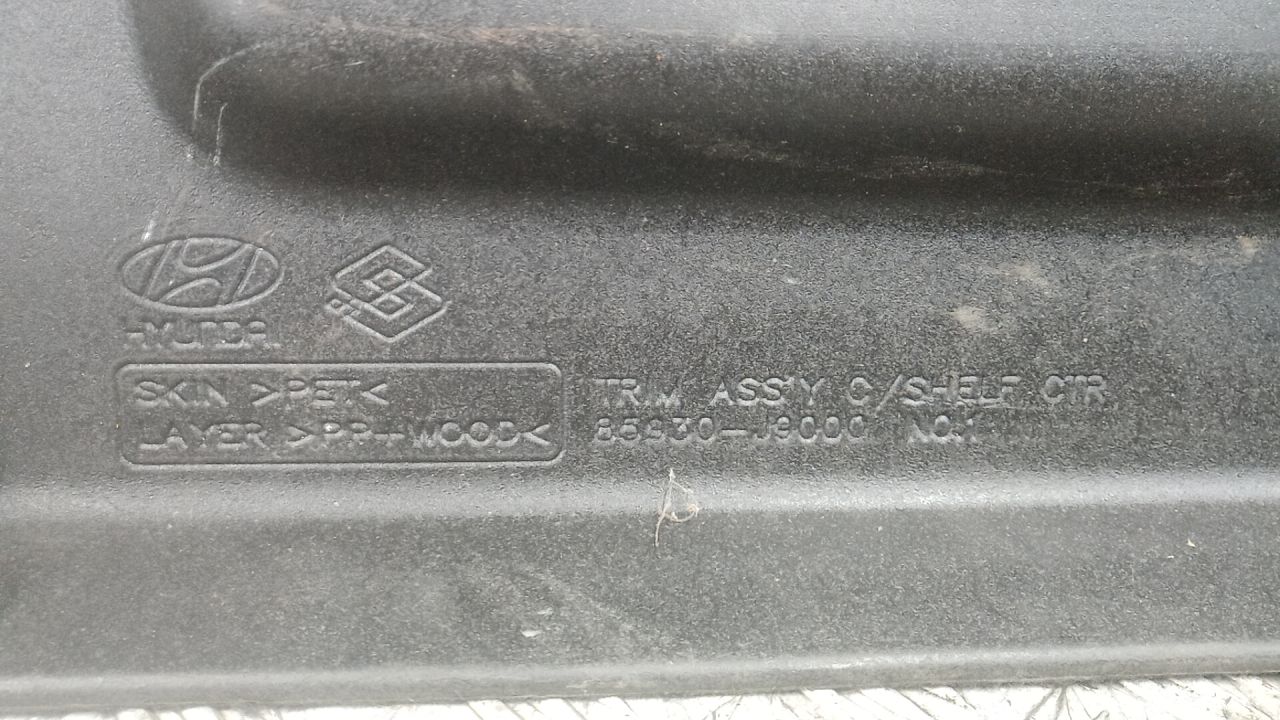 HYUNDAI
SKIN >PET<
LAYER >PP+WOOD<
TRIM ASS'Y C/SHELF CTR
85930-J9000 NO.1